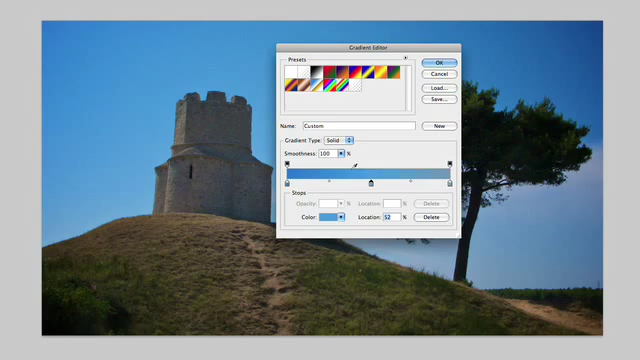 Gradient Editor
Presets
OK
Cancel
Load...
Save...
Name: Custom
New
Gradient Type: Solid
Smoothness: 100 %
Stops
Opacity: % Location: % Delete
Color: Location: 52 % Delete